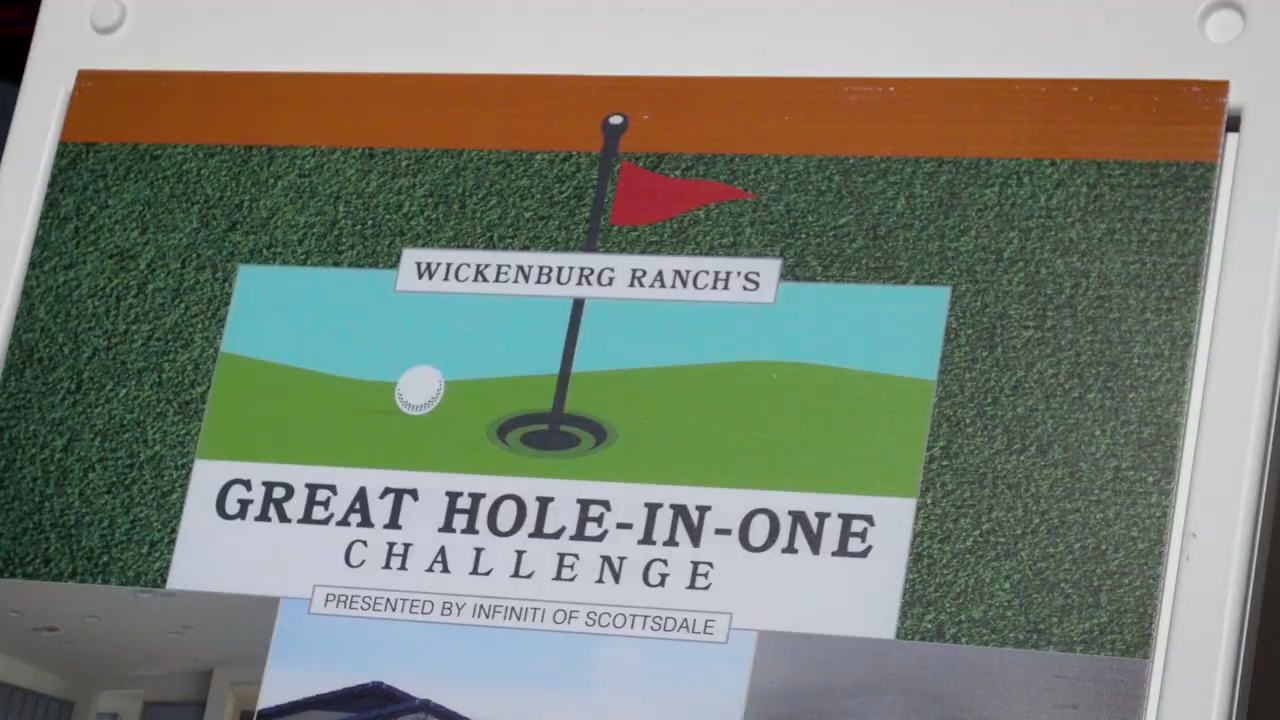 WICKENBURG RANCH'S
GREAT HOLE-IN-ONE
CHALLENGE
PRESENTED BY INFINITI OF SCOTTSDALE